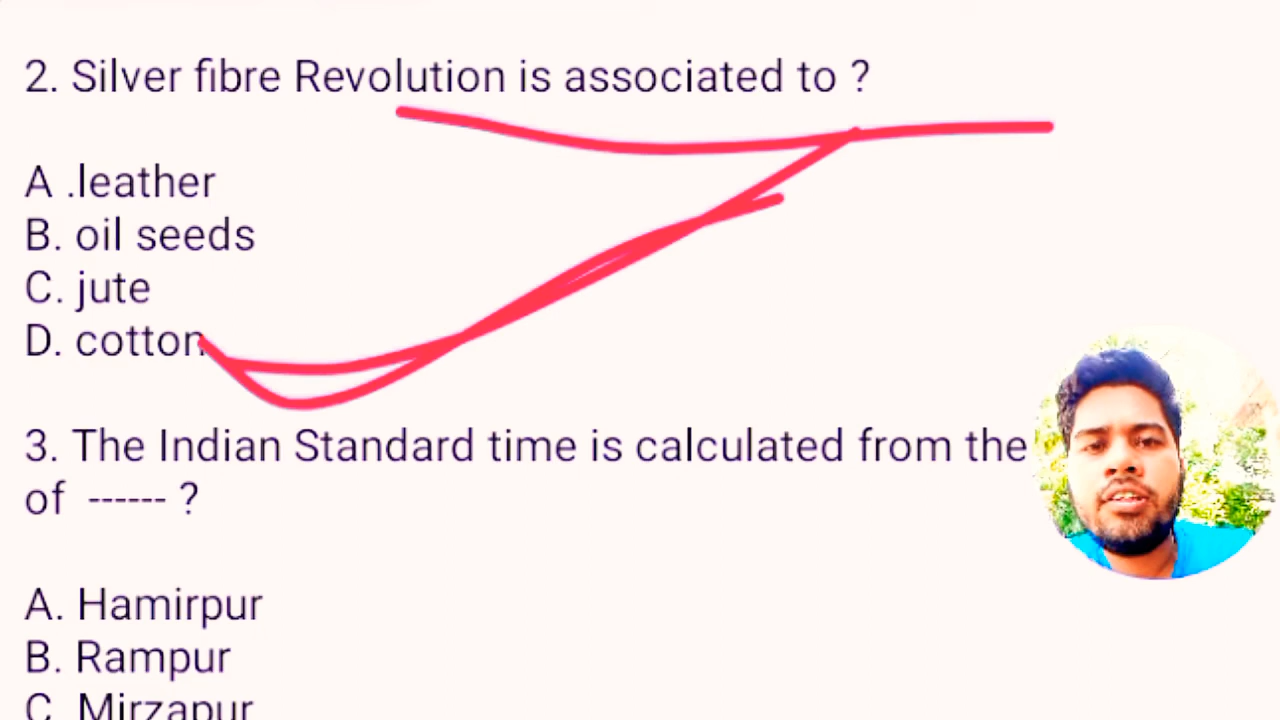 2. Silver fibre Revolution is associated to ?
A .leather
B. oil seeds
C. jute
D. cotton
3. The Indian Standard time is calculated from the
of ------ ?
A. Hamirpur
B. Rampur
C. Mirzapur